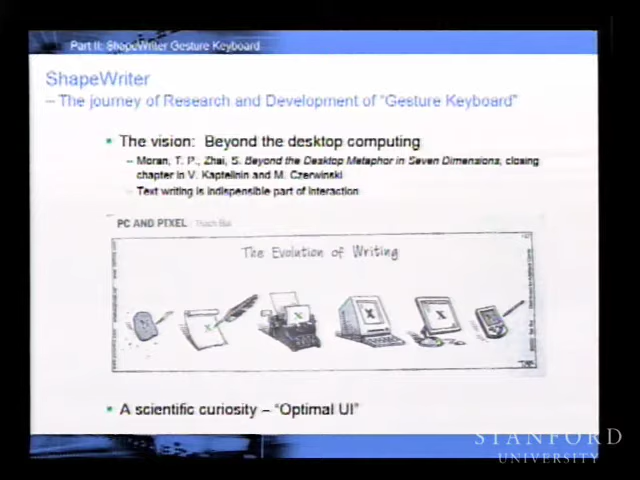 Part II: ShapeWriter Gesture Keyboard
ShapeWriter
– The journey of Research and Development of "Gesture Keyboard"
• The vision: Beyond the desktop computing
– Moran, T. P., Zhai, S. Beyond the Desktop Metaphor in Seven Dimensions, closing
chapter in V. Kaptelinin and M. Czerwinski
– Text writing is indispensible part of interaction
PC AND PIXEL
The Evolution of Writing
X
X
X
X
X
• A scientific curiosity – "Optimal UI"
STANFORD
UNIVERSITY